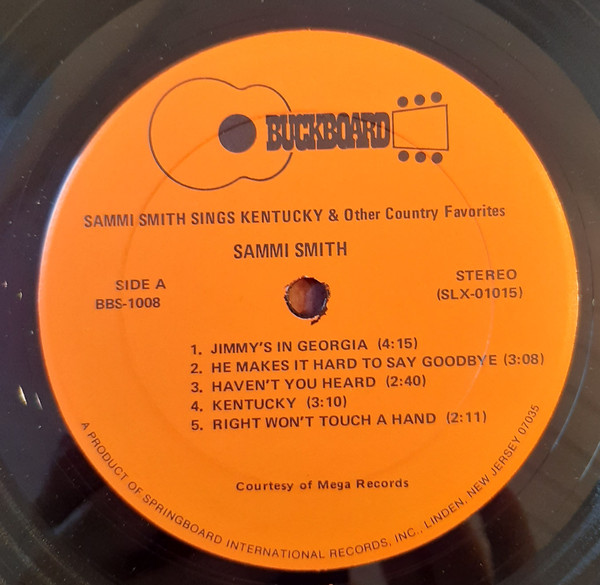 BUCKBOARD
SAMMI SMITH SINGS KENTUCKY & Other Country Favorites
SAMMI SMITH
SIDE A
BBS-1008
STEREO
(SLX-01015)
1. JIMMY'S IN GEORGIA (4:15)
2. HE MAKES IT HARD TO SAY GOODBYE (3:08)
3. HAVEN'T YOU HEARD (2:40)
4. KENTUCKY (3:10)
5. RIGHT WON'T TOUCH A HAND (2:11)
Courtesy of Mega Records
A PRODUCT OF SPRINGBOARD INTERNATIONAL RECORDS, INC., LINDEN, NEW JERSEY 07035